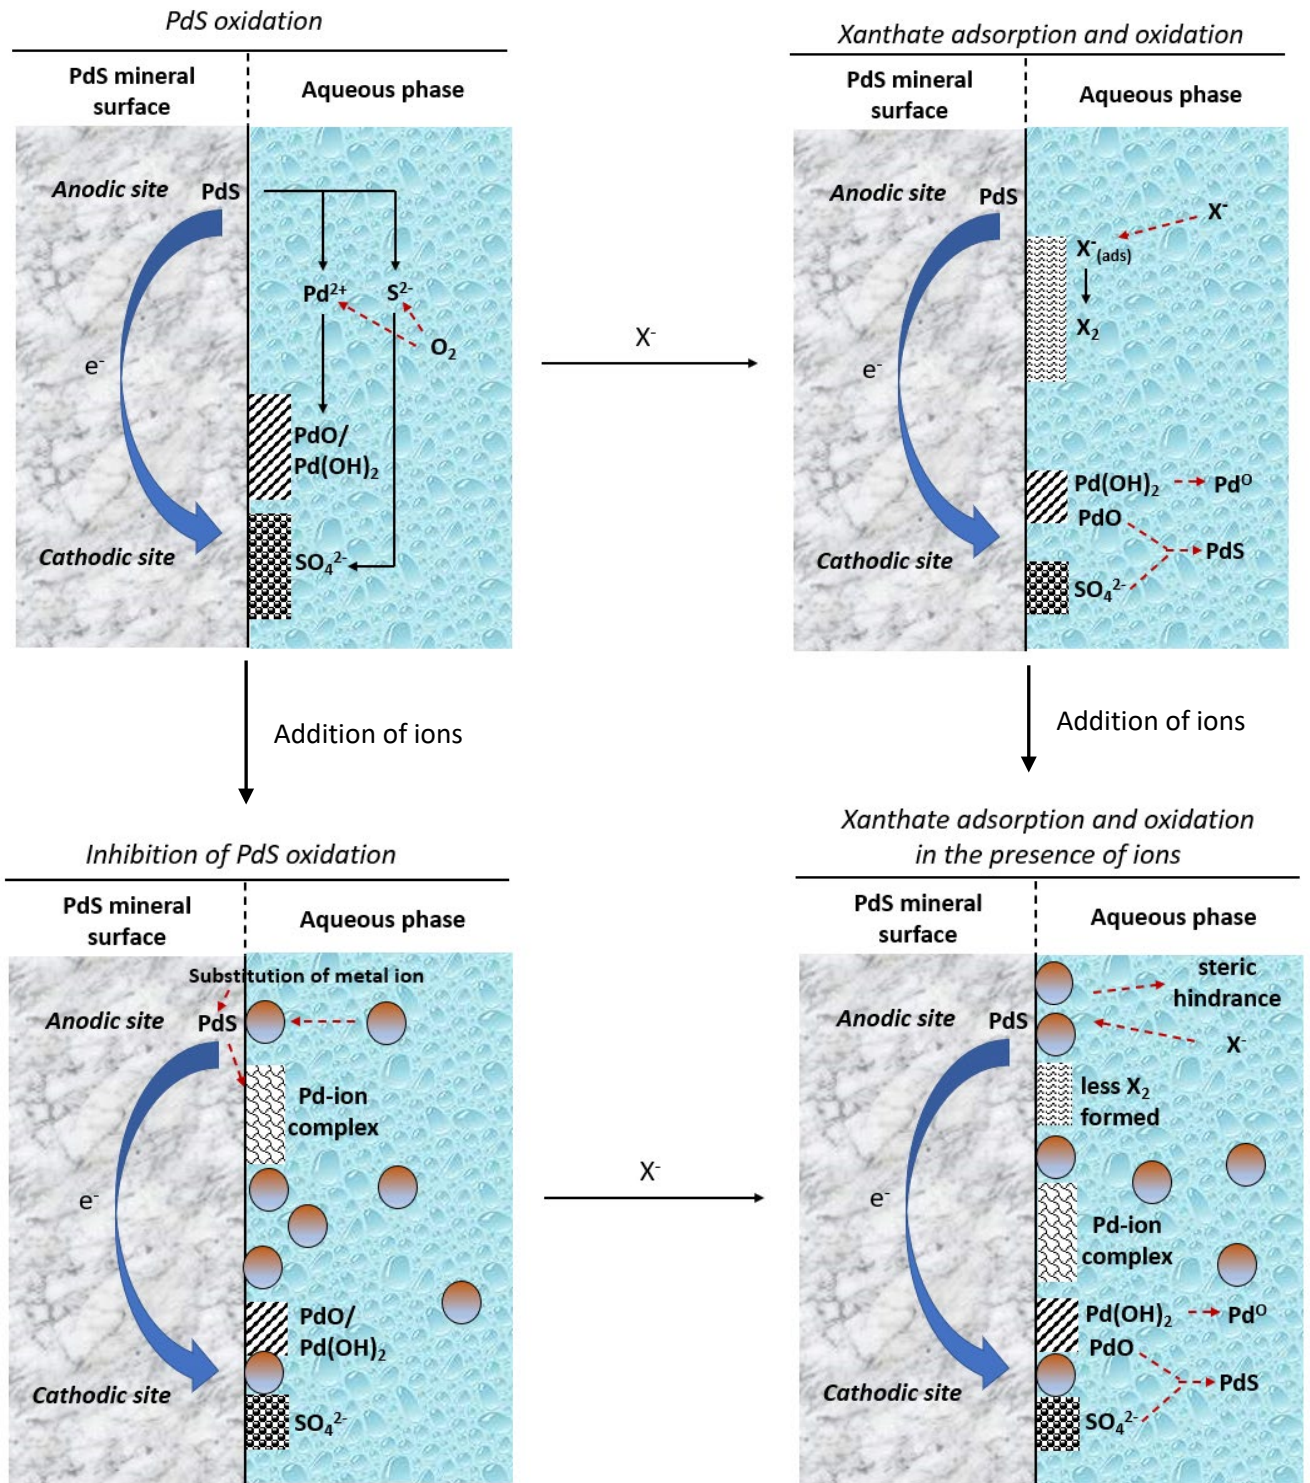 PdS oxidation
PdS mineral
surface
Aqueous phase
Anodic site
PdS
Pd²⁺
S²⁻
O₂
e⁻
PdO/
Pd(OH)₂
Cathodic site
SO₄²⁻
X⁻
Xanthate adsorption and oxidation
PdS mineral
surface
Aqueous phase
Anodic site
PdS
X⁻
X⁻(ads)
X₂
e⁻
Pd(OH)₂
Pd⁰
PdO
PdS
Cathodic site
SO₄²⁻
Addition of ions
Addition of ions
Inhibition of PdS oxidation
PdS mineral
surface
Aqueous phase
Substitution of metal ion
Anodic site
PdS
Pd-ion
complex
e⁻
PdO/
Pd(OH)₂
Cathodic site
SO₄²⁻
X⁻
Xanthate adsorption and oxidation
in the presence of ions
PdS mineral
surface
Aqueous phase
steric
hindrance
Anodic site
PdS
X⁻
less X₂
formed
e⁻
Pd-ion
complex
Pd(OH)₂
Pd⁰
PdO
PdS
Cathodic site
SO₄²⁻